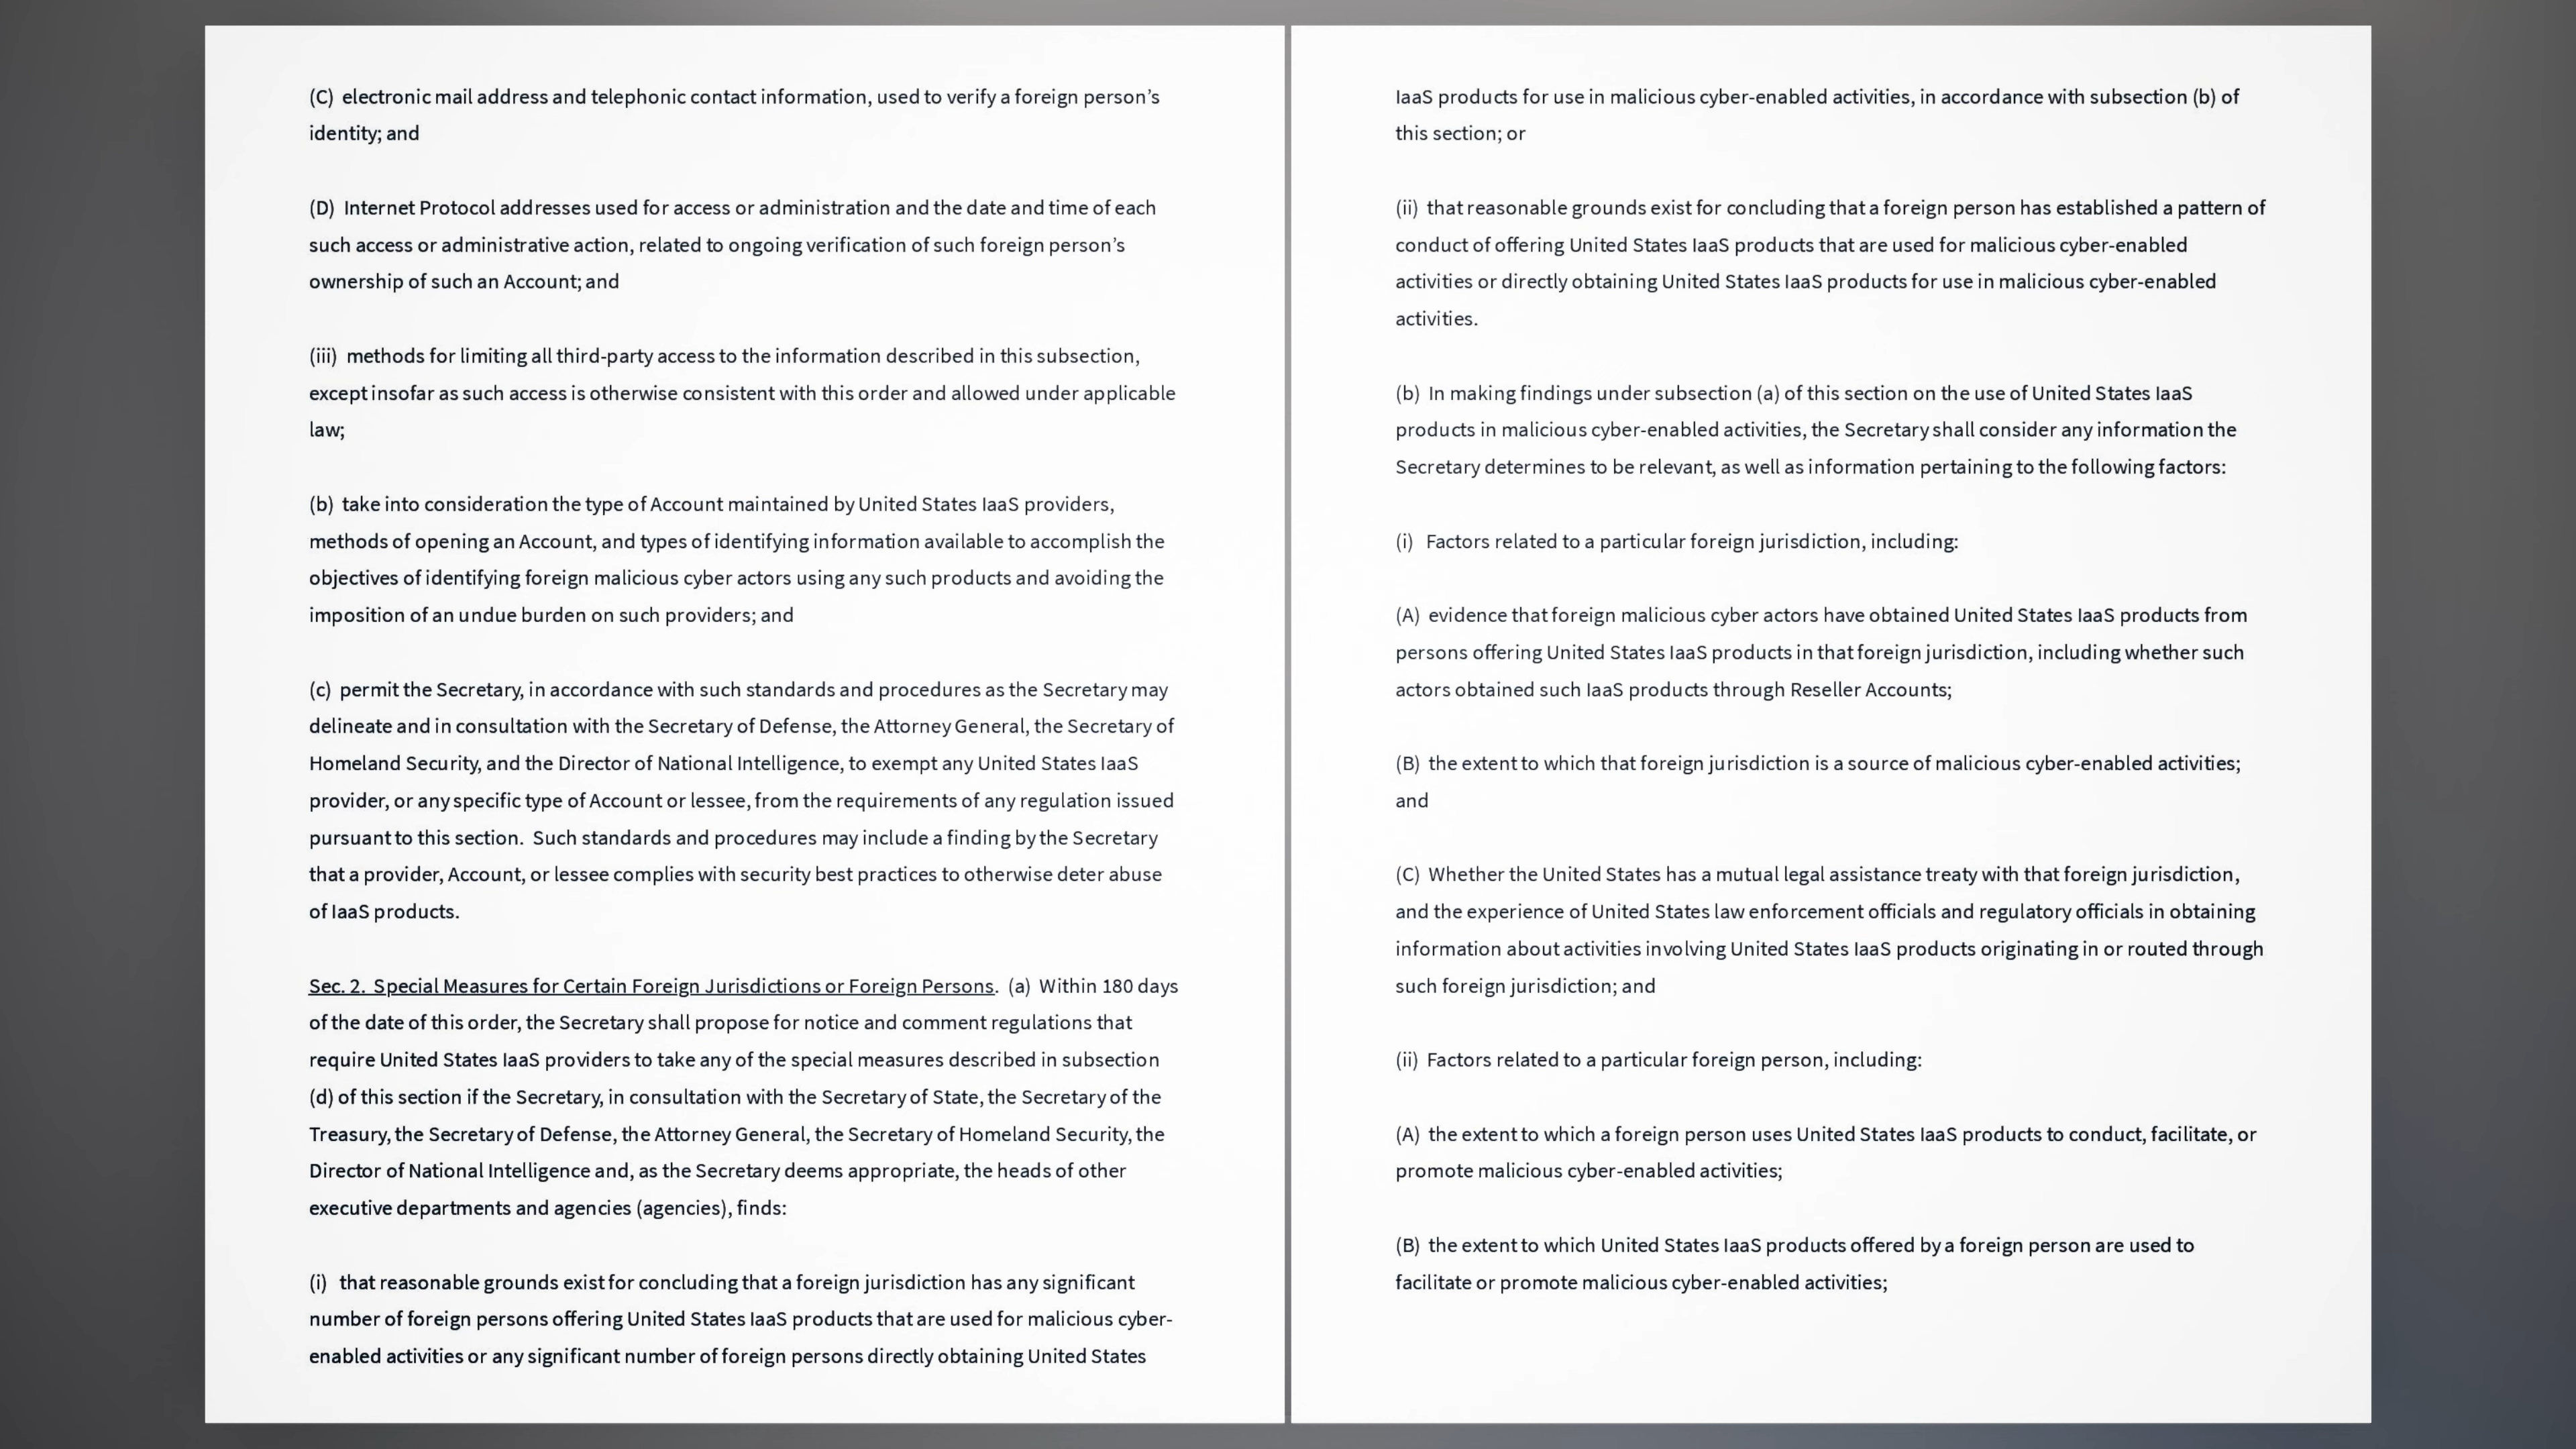 (C) electronic mail address and telephonic contact information, used to verify a foreign person’s
identity; and
(D) Internet Protocol addresses used for access or administration and the date and time of each
such access or administrative action, related to ongoing verification of such foreign person’s
ownership of such an Account; and
(iii) methods for limiting all third-party access to the information described in this subsection,
except insofar as such access is otherwise consistent with this order and allowed under applicable
law;
(b) take into consideration the type of Account maintained by United States IaaS providers,
methods of opening an Account, and types of identifying information available to accomplish the
objectives of identifying foreign malicious cyber actors using any such products and avoiding the
imposition of an undue burden on such providers; and
(c) permit the Secretary, in accordance with such standards and procedures as the Secretary may
delineate and in consultation with the Secretary of Defense, the Attorney General, the Secretary of
Homeland Security, and the Director of National Intelligence, to exempt any United States IaaS
provider, or any specific type of Account or lessee, from the requirements of any regulation issued
pursuant to this section. Such standards and procedures may include a finding by the Secretary
that a provider, Account, or lessee complies with security best practices to otherwise deter abuse
of IaaS products.
Sec. 2. Special Measures for Certain Foreign Jurisdictions or Foreign Persons. (a) Within 180 days
of the date of this order, the Secretary shall propose for notice and comment regulations that
require United States IaaS providers to take any of the special measures described in subsection
(d) of this section if the Secretary, in consultation with the Secretary of State, the Secretary of the
Treasury, the Secretary of Defense, the Attorney General, the Secretary of Homeland Security, the
Director of National Intelligence and, as the Secretary deems appropriate, the heads of other
executive departments and agencies (agencies), finds:
(i) that reasonable grounds exist for concluding that a foreign jurisdiction has any significant
number of foreign persons offering United States IaaS products that are used for malicious cyber-
enabled activities or any significant number of foreign persons directly obtaining United States
IaaS products for use in malicious cyber-enabled activities, in accordance with subsection (b) of
this section; or
(ii) that reasonable grounds exist for concluding that a foreign person has established a pattern of
conduct of offering United States IaaS products that are used for malicious cyber-enabled
activities or directly obtaining United States IaaS products for use in malicious cyber-enabled
activities.
(b) In making findings under subsection (a) of this section on the use of United States IaaS
products in malicious cyber-enabled activities, the Secretary shall consider any information the
Secretary determines to be relevant, as well as information pertaining to the following factors:
(i) Factors related to a particular foreign jurisdiction, including:
(A) evidence that foreign malicious cyber actors have obtained United States IaaS products from
persons offering United States IaaS products in that foreign jurisdiction, including whether such
actors obtained such IaaS products through Reseller Accounts;
(B) the extent to which that foreign jurisdiction is a source of malicious cyber-enabled activities;
and
(C) Whether the United States has a mutual legal assistance treaty with that foreign jurisdiction,
and the experience of United States law enforcement officials and regulatory officials in obtaining
information about activities involving United States IaaS products originating in or routed through
such foreign jurisdiction; and
(ii) Factors related to a particular foreign person, including:
(A) the extent to which a foreign person uses United States IaaS products to conduct, facilitate, or
promote malicious cyber-enabled activities;
(B) the extent to which United States IaaS products offered by a foreign person are used to
facilitate or promote malicious cyber-enabled activities;